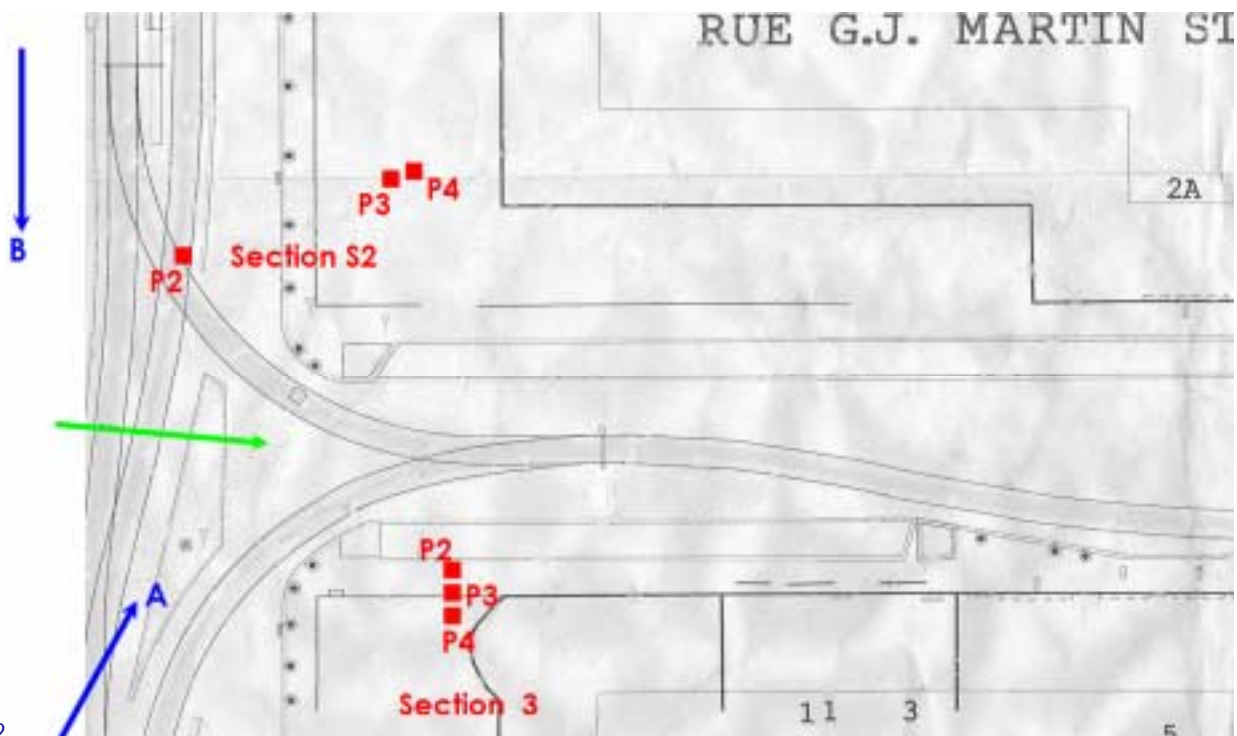 RUE G.J. MARTIN ST
P3 P4
2A
B
Section S2
P2
P2
A
P3
P4
Section 3
11 3
5